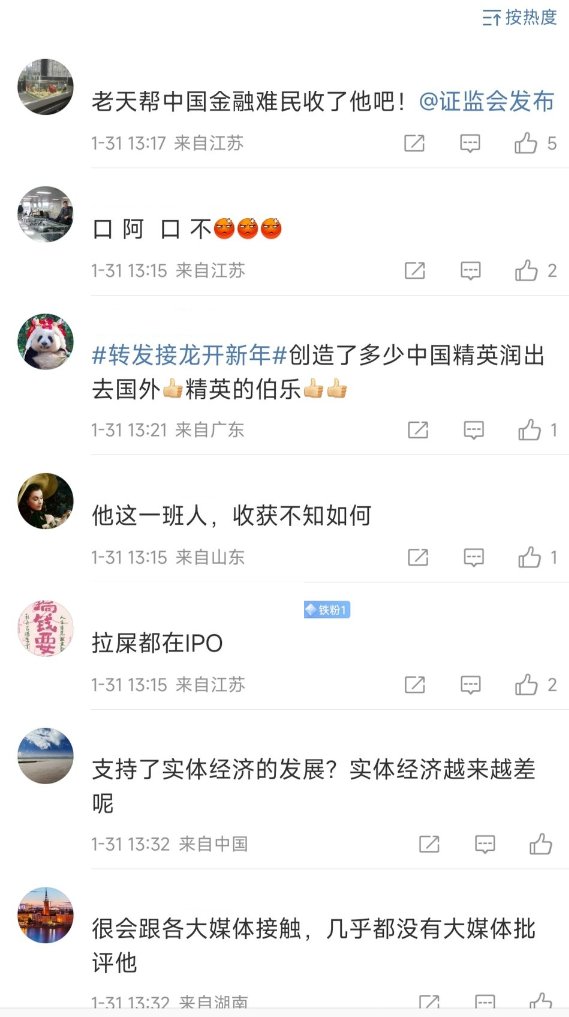 按热度
老天帮中国金融难民收了他吧！@证监会发布
1-31 13:17 来自江苏
5
口 阿 口 不
1-31 13:15 来自江苏
2
#转发接龙开新年#创造了多少中国精英润出
去国外👍精英的伯乐👍👍
1-31 13:21 来自广东
1
他这一班人，收获不知如何
1-31 13:15 来自山东
1
铁粉1
搞钱要
拉屎都在IPO
1-31 13:15 来自江苏
2
支持了实体经济的发展？实体经济越来越差
呢
1-31 13:32 来自中国
很会跟各大媒体接触，几乎都没有大媒体批
评他
1-31 13:32 来自湖南